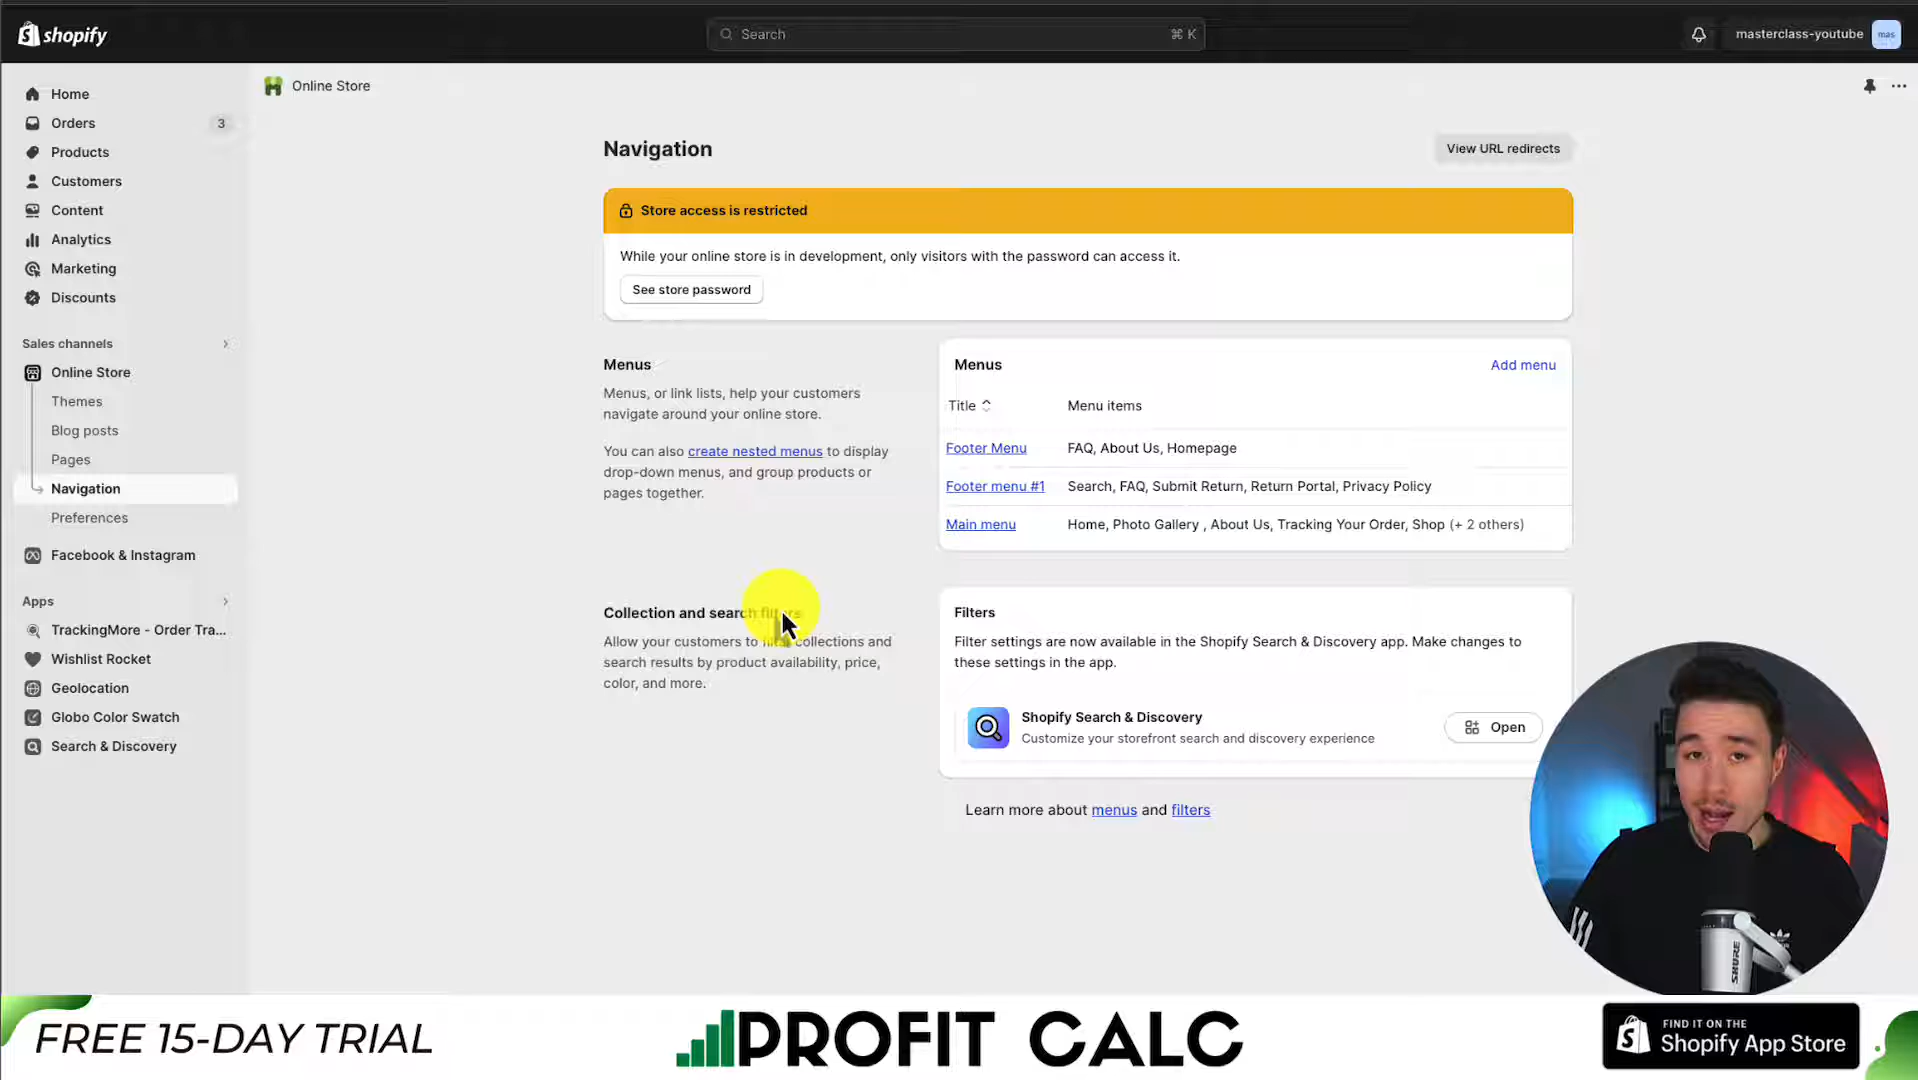 shopify
Search
⌘ K
masterclass-youtube
mas
Home
Orders
3
Products
Customers
Content
Analytics
Marketing
Discounts
Sales channels
Online Store
Themes
Blog posts
Pages
Navigation
Preferences
Facebook & Instagram
Apps
TrackingMore - Order Tra...
Wishlist Rocket
Geolocation
Globo Color Swatch
Search & Discovery
Online Store
Navigation
View URL redirects
Store access is restricted
While your online store is in development, only visitors with the password can access it.
See store password
Menus
Menus, or link lists, help your customers
navigate around your online store.
You can also create nested menus to display
drop-down menus, and group products or
pages together.
Menus
Add menu
Title
Menu items
Footer Menu
FAQ, About Us, Homepage
Footer menu #1
Search, FAQ, Submit Return, Return Portal, Privacy Policy
Main menu
Home, Photo Gallery , About Us, Tracking Your Order, Shop (+ 2 others)
Collection and search filters
Allow your customers to filter collections and
search results by product availability, price,
color, and more.
Filters
Filter settings are now available in the Shopify Search & Discovery app. Make changes to
these settings in the app.
Shopify Search & Discovery
Customize your storefront search and discovery experience
Open
Learn more about menus and filters
SHURE
FREE 15-DAY TRIAL
PROFIT CALC
FIND IT ON THE
Shopify App Store